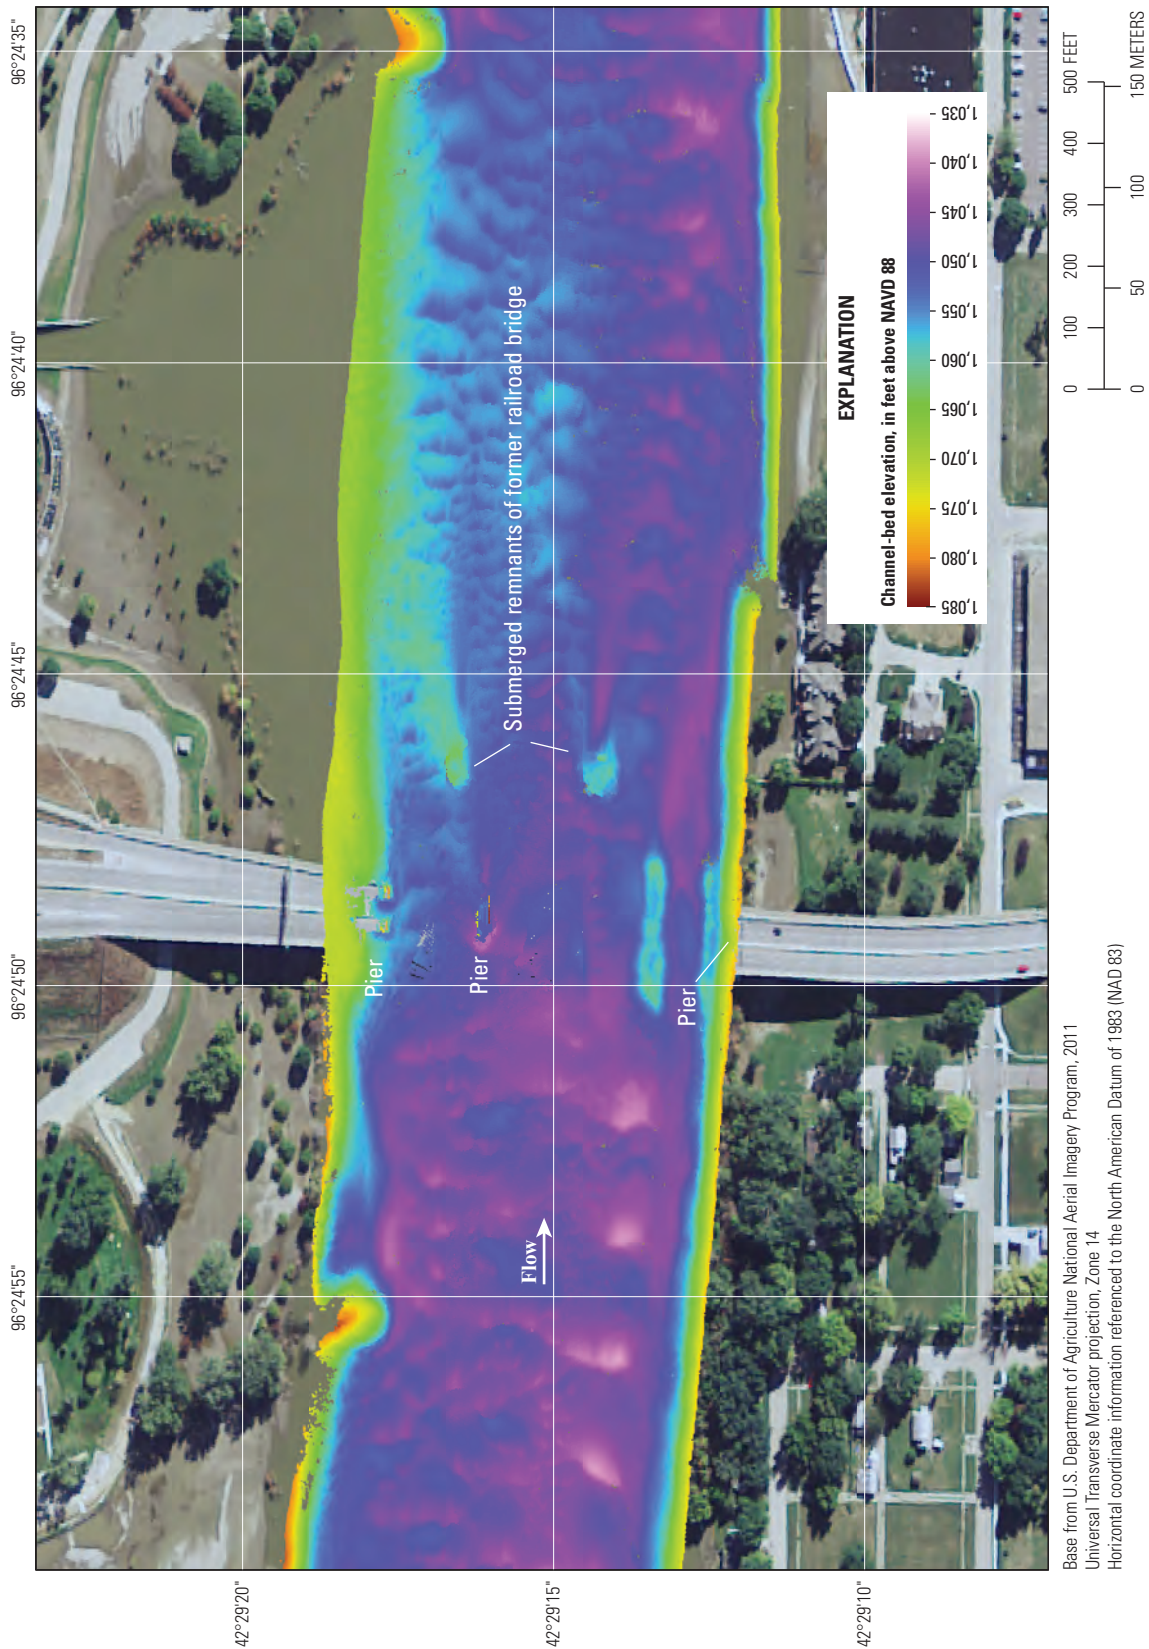 96°24'55"
96°24'50"
96°24'45"
96°24'40"
96°24'35"
42°29'20"
42°29'15"
42°29'10"
Pier
Pier
Pier
Flow
Submerged remnants of former railroad bridge
EXPLANATION
Channel-bed elevation, in feet above NAVD 88
1,085
1,080
1,075
1,070
1,065
1,060
1,055
1,050
1,045
1,040
1,035
Base from U.S. Department of Agriculture National Aerial Imagery Program, 2011
Universal Transverse Mercator projection, Zone 14
Horizontal coordinate information referenced to the North American Datum of 1983 (NAD 83)
0 100 200 300 400 500 FEET
0 50 100 150 METERS